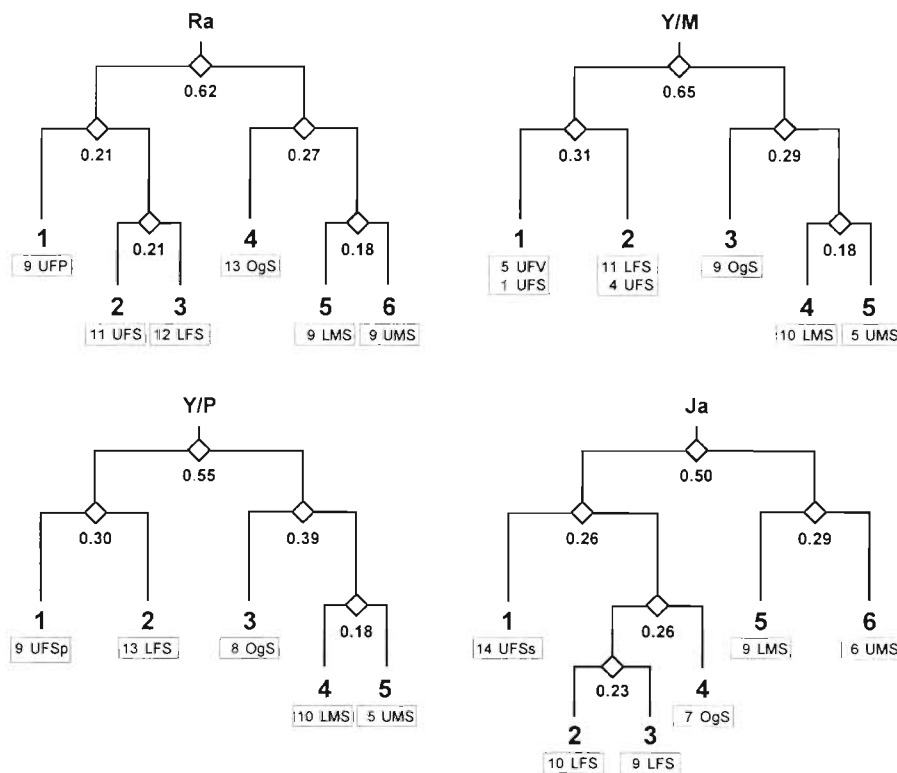 Ra
0.62
0.21
0.27
1
9 UFP
0.21
4
13 OgS
0.18
2
3
5
6
11 UFS
12 LFS
9 LMS
9 UMS
Y/M
0.65
0.31
0.29
1
2
3
5 UFV
1 UFS
11 LFS
4 UFS
9 OgS
0.18
4
5
10 LMS
5 UMS
Y/P
0.55
0.30
0.39
1
2
3
9 UFSp
13 LFS
8 OgS
0.18
4
5
10 LMS
5 UMS
Ja
0.50
0.26
0.29
1
14 UFSs
0.26
5
6
9 LMS
6 UMS
0.23
4
7 OgS
2
3
10 LFS
9 LFS